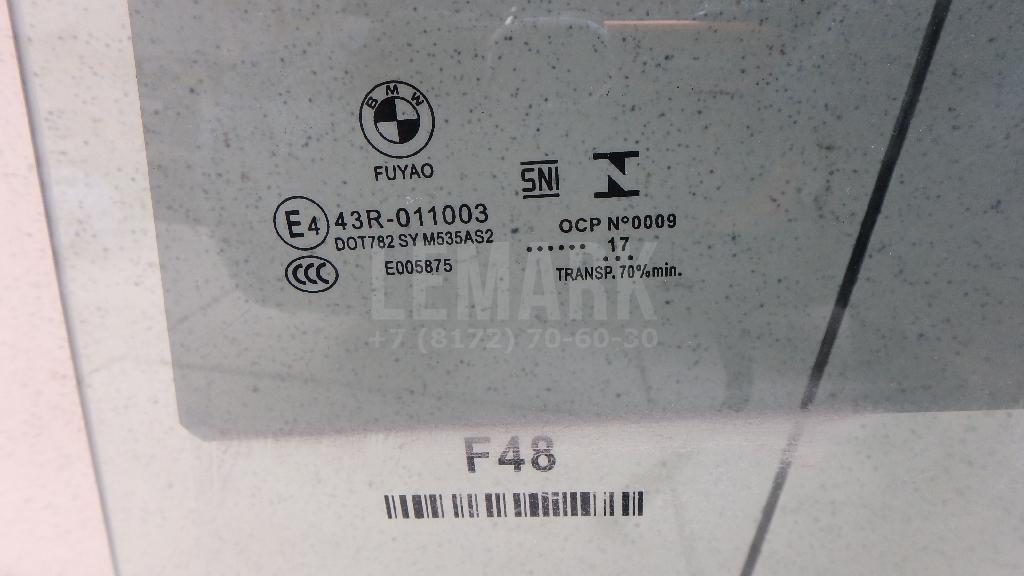 BMW
FUYAO
SNI
E4 43R-011003
OCP N°0009
DOT782 SY M535AS2
...... 17
...
CCC
E005875
TRANSP. 70%min.
LEMARK
+7 (8172) 70-60-30
F48